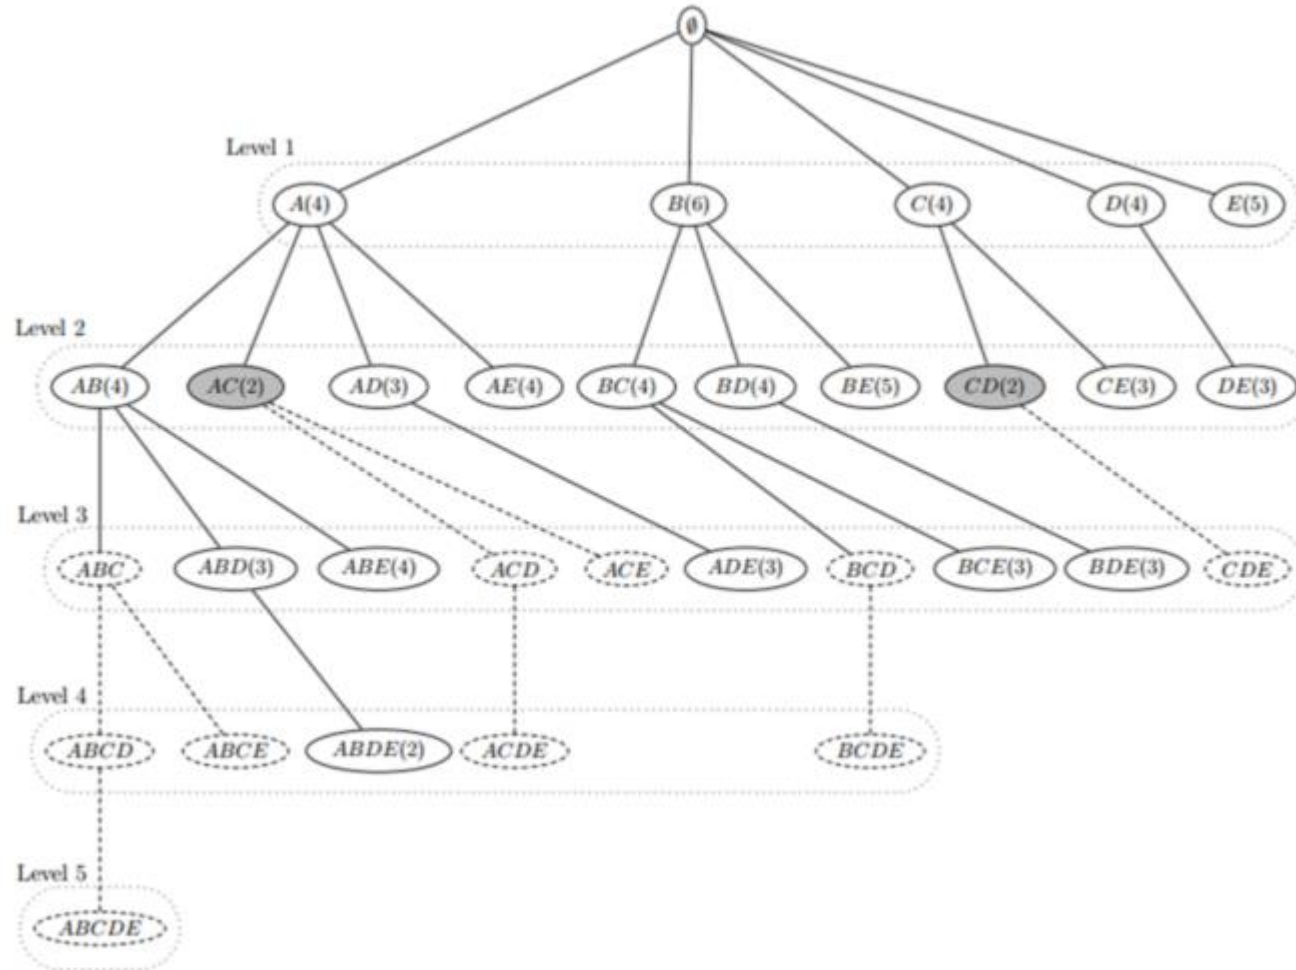 ∅
Level 1
A(4) B(6) C(4) D(4) E(5)
Level 2
AB(4) AC(2) AD(3) AE(4) BC(4) BD(4) BE(5) CD(2) CE(3) DE(3)
Level 3
ABC ABD(3) ABE(4) ACD ACE ADE(3) BCD BCE(3) BDE(3) CDE
Level 4
ABCD ABCE ABDE(2) ACDE BCDE
Level 5
ABCDE